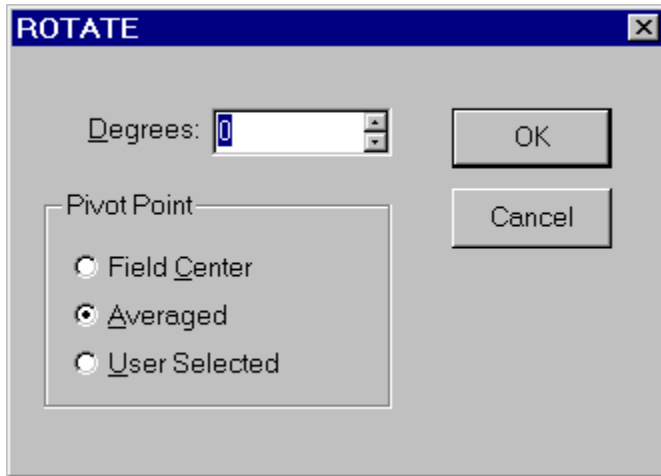 ROTATE
Degrees: 0
OK
Cancel
Pivot Point
Field Center
Averaged
User Selected